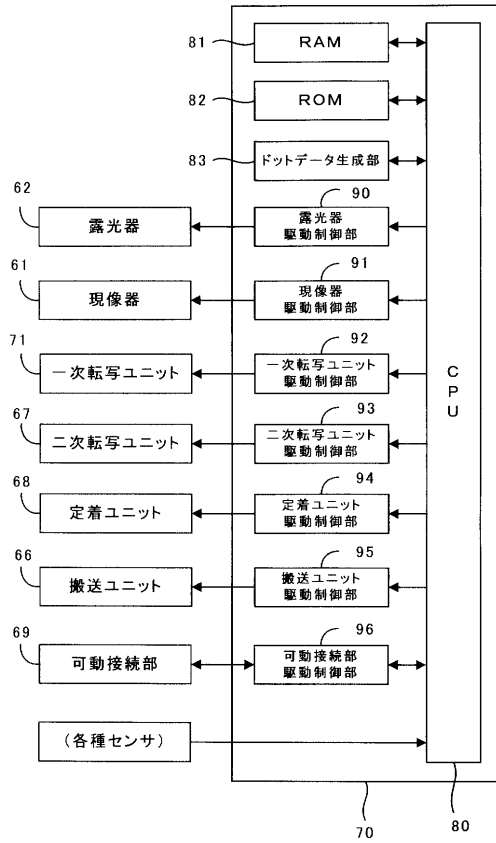 81
RAM
82
ROM
83
ドットデータ生成部
62
露光器
90
露光器
駆動制御部
61
現像器
91
現像器
駆動制御部
71
一次転写ユニット
92
一次転写ユニット
駆動制御部
67
二次転写ユニット
93
二次転写ユニット
駆動制御部
68
定着ユニット
94
定着ユニット
駆動制御部
66
搬送ユニット
95
搬送ユニット
駆動制御部
69
可動接続部
96
可動接続部
駆動制御部
(各種センサ)
CPU
70
80